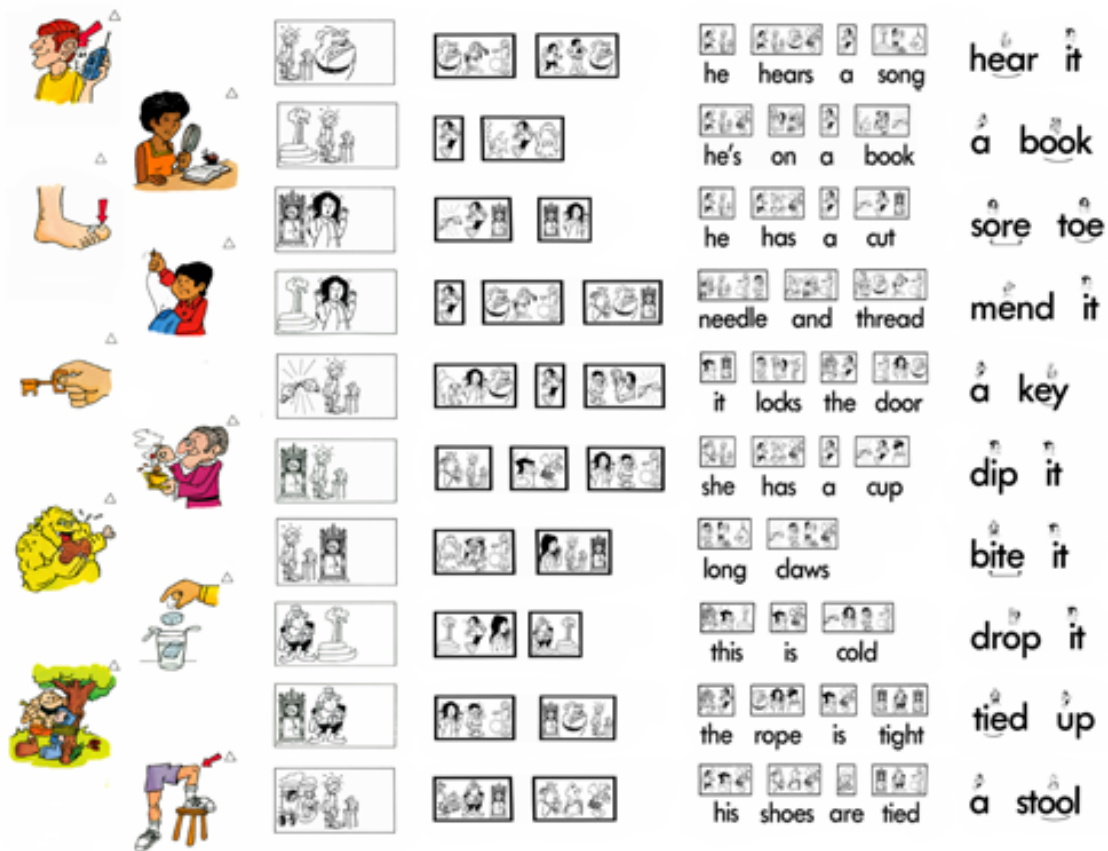 he hears a song
hear it
he's on a book
a book
he has a cut
sore toe
needle and thread
mend it
it locks the door
a key
she has a cup
dip it
long claws
bite it
this is cold
drop it
the rope is tight
tied up
his shoes are tied
a stool